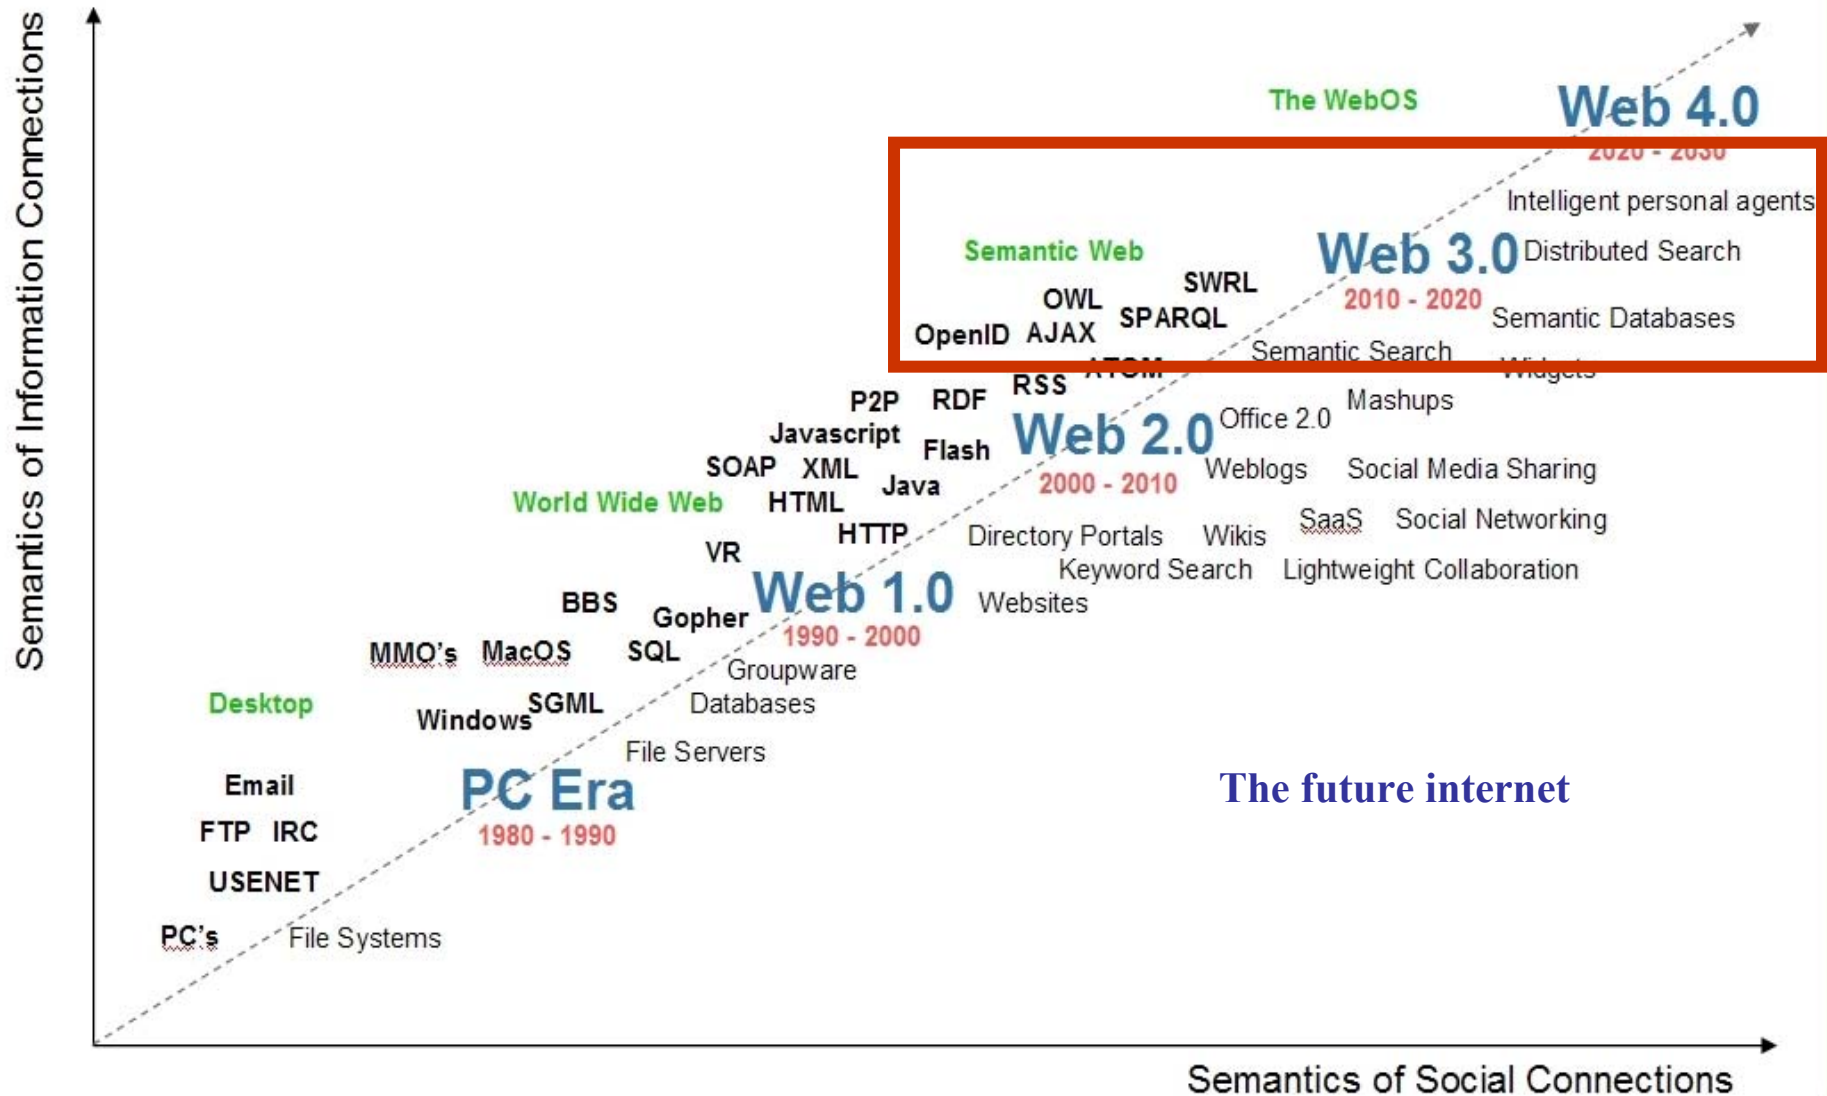 Semantics of Information Connections
The WebOS
Web 4.0
2020 - 2030
Intelligent personal agents
Semantic Web
Web 3.0
Distributed Search
SWRL
2010 - 2020
OWL
SPARQL
Semantic Databases
OpenID
AJAX
Semantic Search
ATOM
Widgets
RSS
P2P
RDF
Mashups
Office 2.0
Javascript
Web 2.0
Flash
SOAP
XML
Weblogs
Social Media Sharing
Java
2000 - 2010
World Wide Web
HTML
SaaS
Social Networking
HTTP
Directory Portals
Wikis
VR
Keyword Search
Lightweight Collaboration
Web 1.0
BBS
Websites
Gopher
1990 - 2000
MMO's
MacOS
SQL
Groupware
Desktop
SGML
Databases
Windows
File Servers
Email
PC Era
The future internet
FTP
IRC
1980 - 1990
USENET
PC's
File Systems
Semantics of Social Connections